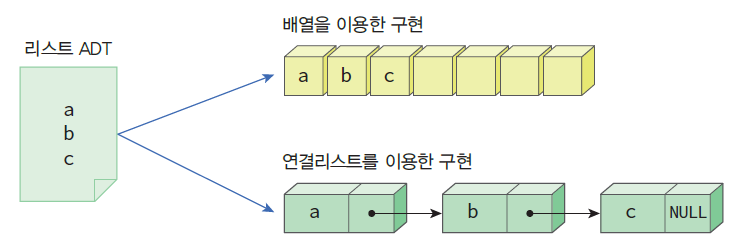 리스트 ADT
a
b
c
배열을 이용한 구현
a b c
연결리스트를 이용한 구현
a b c NULL